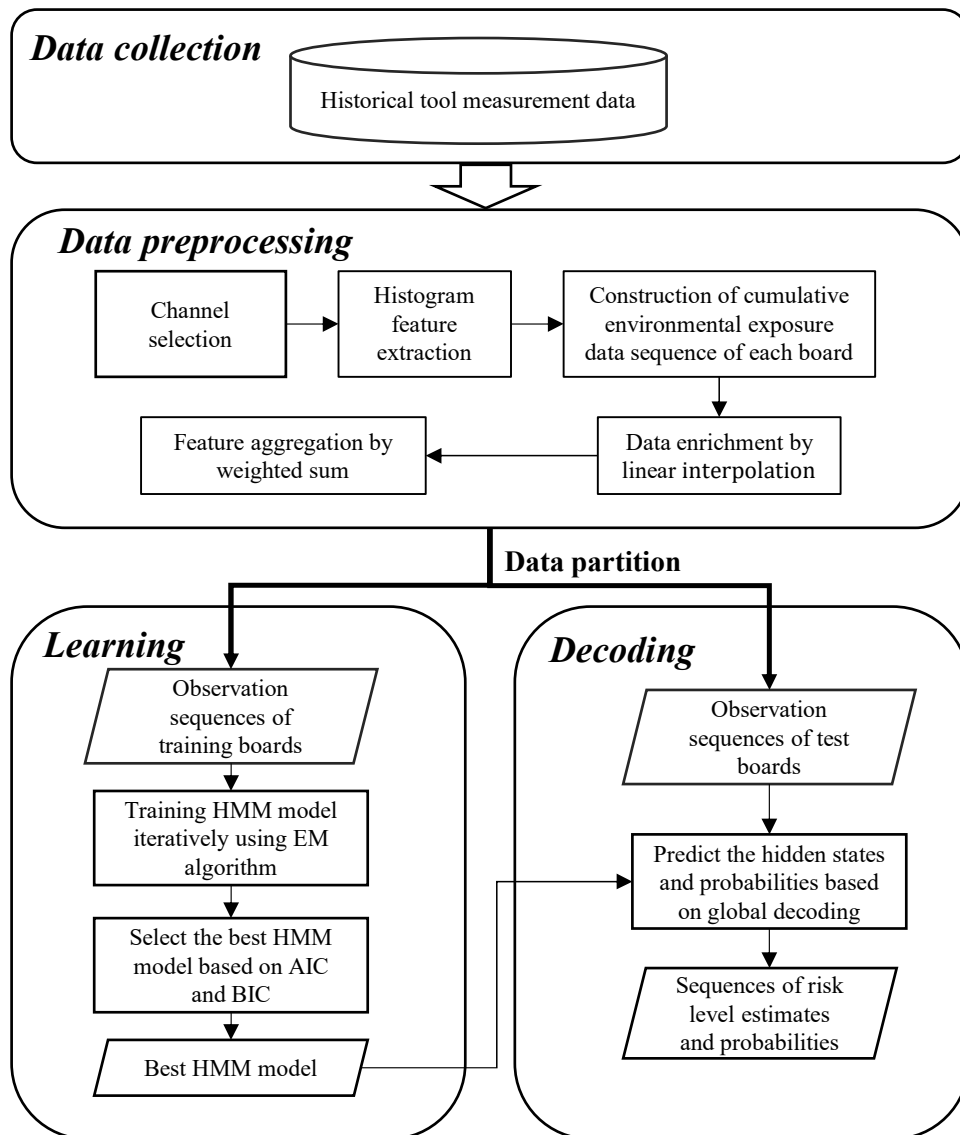 Data collection
Historical tool measurement data
Data preprocessing
Channel
selection
Histogram
feature
extraction
Construction of cumulative
environmental exposure
data sequence of each board
Feature aggregation by
weighted sum
Data enrichment by
linear interpolation
Data partition
Learning
Observation
sequences of
training boards
Training HMM model
iteratively using EM
algorithm
Select the best HMM
model based on AIC
and BIC
Best HMM model
Decoding
Observation
sequences of test
boards
Predict the hidden states
and probabilities based
on global decoding
Sequences of risk
level estimates
and probabilities